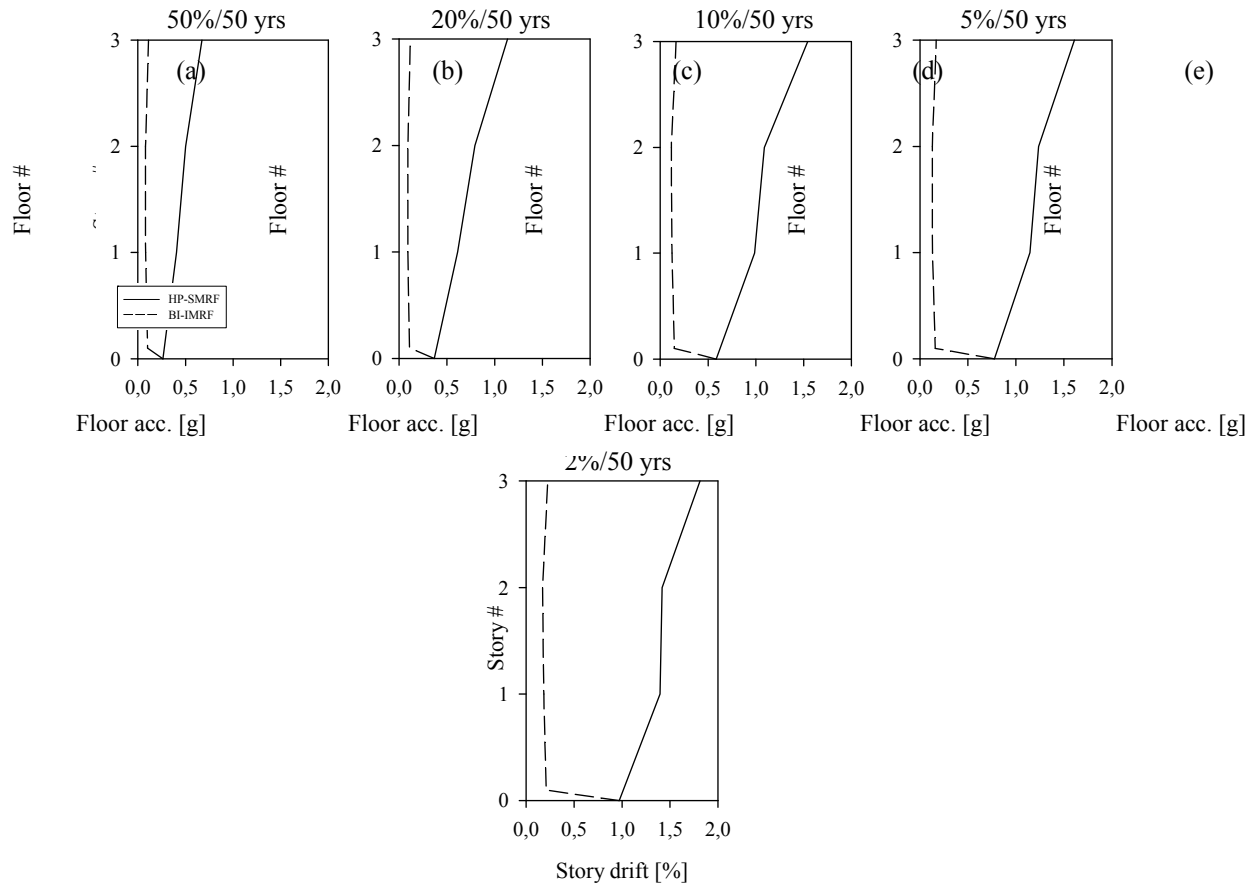 50%/50 yrs
20%/50 yrs
10%/50 yrs
5%/50 yrs
3
3
3
3
(a)
(b)
(c)
(d)
(e)
2
2
2
2
Floor #
Floor #
Floor #
Floor #
1
1
1
1
HP-SMRF
BI-IMRF
0
0
0
0
0,0 0,5 1,0 1,5 2,0
0,0 0,5 1,0 1,5 2,0
0,0 0,5 1,0 1,5 2,0
0,0 0,5 1,0 1,5 2,0
Floor acc. [g]
Floor acc. [g]
Floor acc. [g]
Floor acc. [g]
Floor acc. [g]
2%/50 yrs
3
2
Story #
1
0
0,0 0,5 1,0 1,5 2,0
Story drift [%]